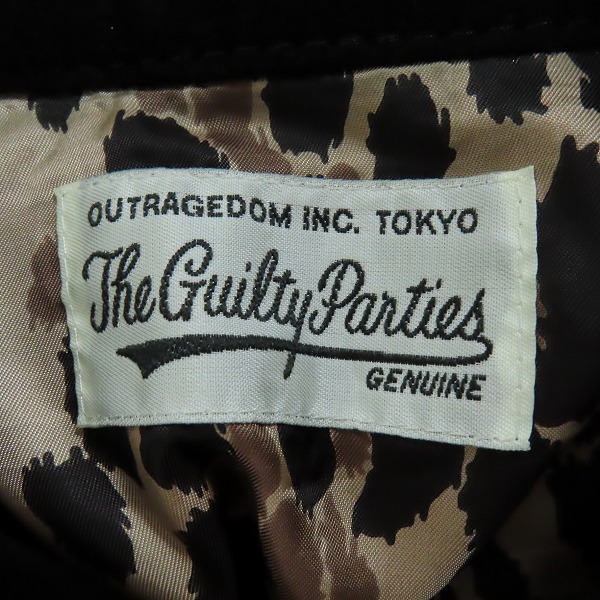 OUTRAGEDOM INC. TOKYO
The Guilty Parties
GENUINE